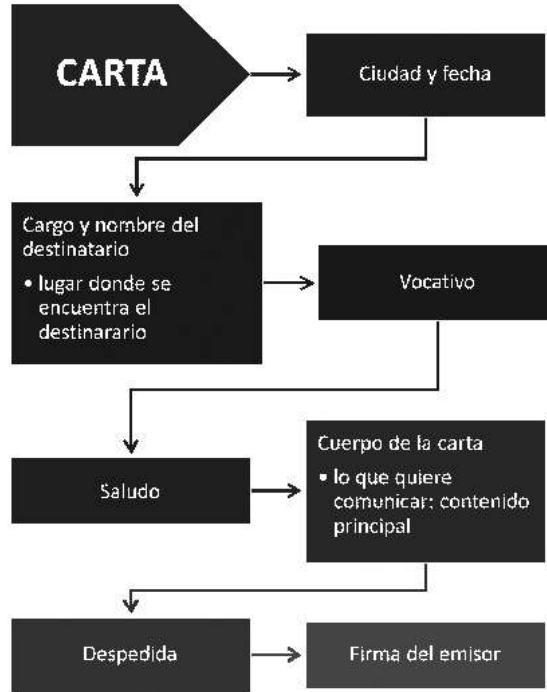 CARTA
Ciudad y fecha
Cargo y nombre del
destinatario
• lugar donde se
encuentra el
destinarario
Vocativo
Saludo
Cuerpo de la carta
• lo que quiere
comunicar: contenido
principal
Despedida
Firma del emisor